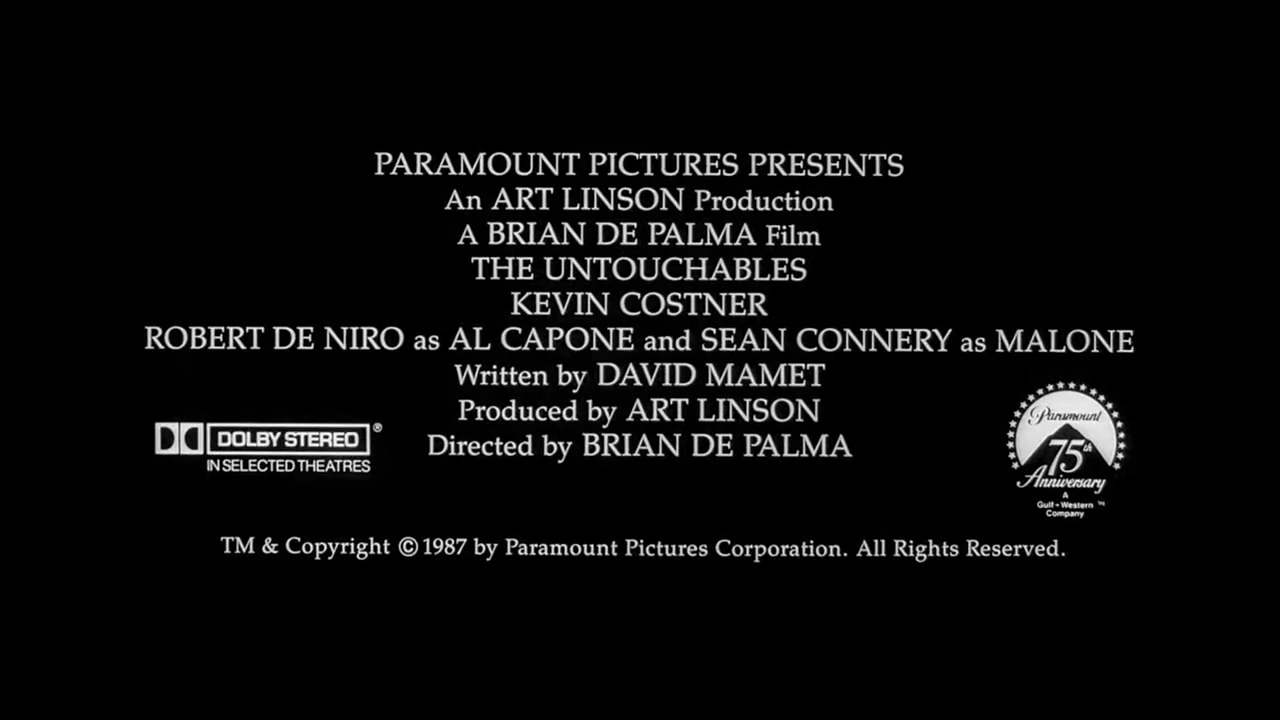 PARAMOUNT PICTURES PRESENTS
An ART LINSON Production
A BRIAN DE PALMA Film
THE UNTOUCHABLES
KEVIN COSTNER
ROBERT DE NIRO as AL CAPONE and SEAN CONNERY as MALONE
Written by DAVID MAMET
Produced by ART LINSON
Directed by BRIAN DE PALMA
DOLBY STEREO®
IN SELECTED THEATRES
Paramount
75th
Anniversary
A
Gulf+Western™
Company
TM & Copyright © 1987 by Paramount Pictures Corporation. All Rights Reserved.